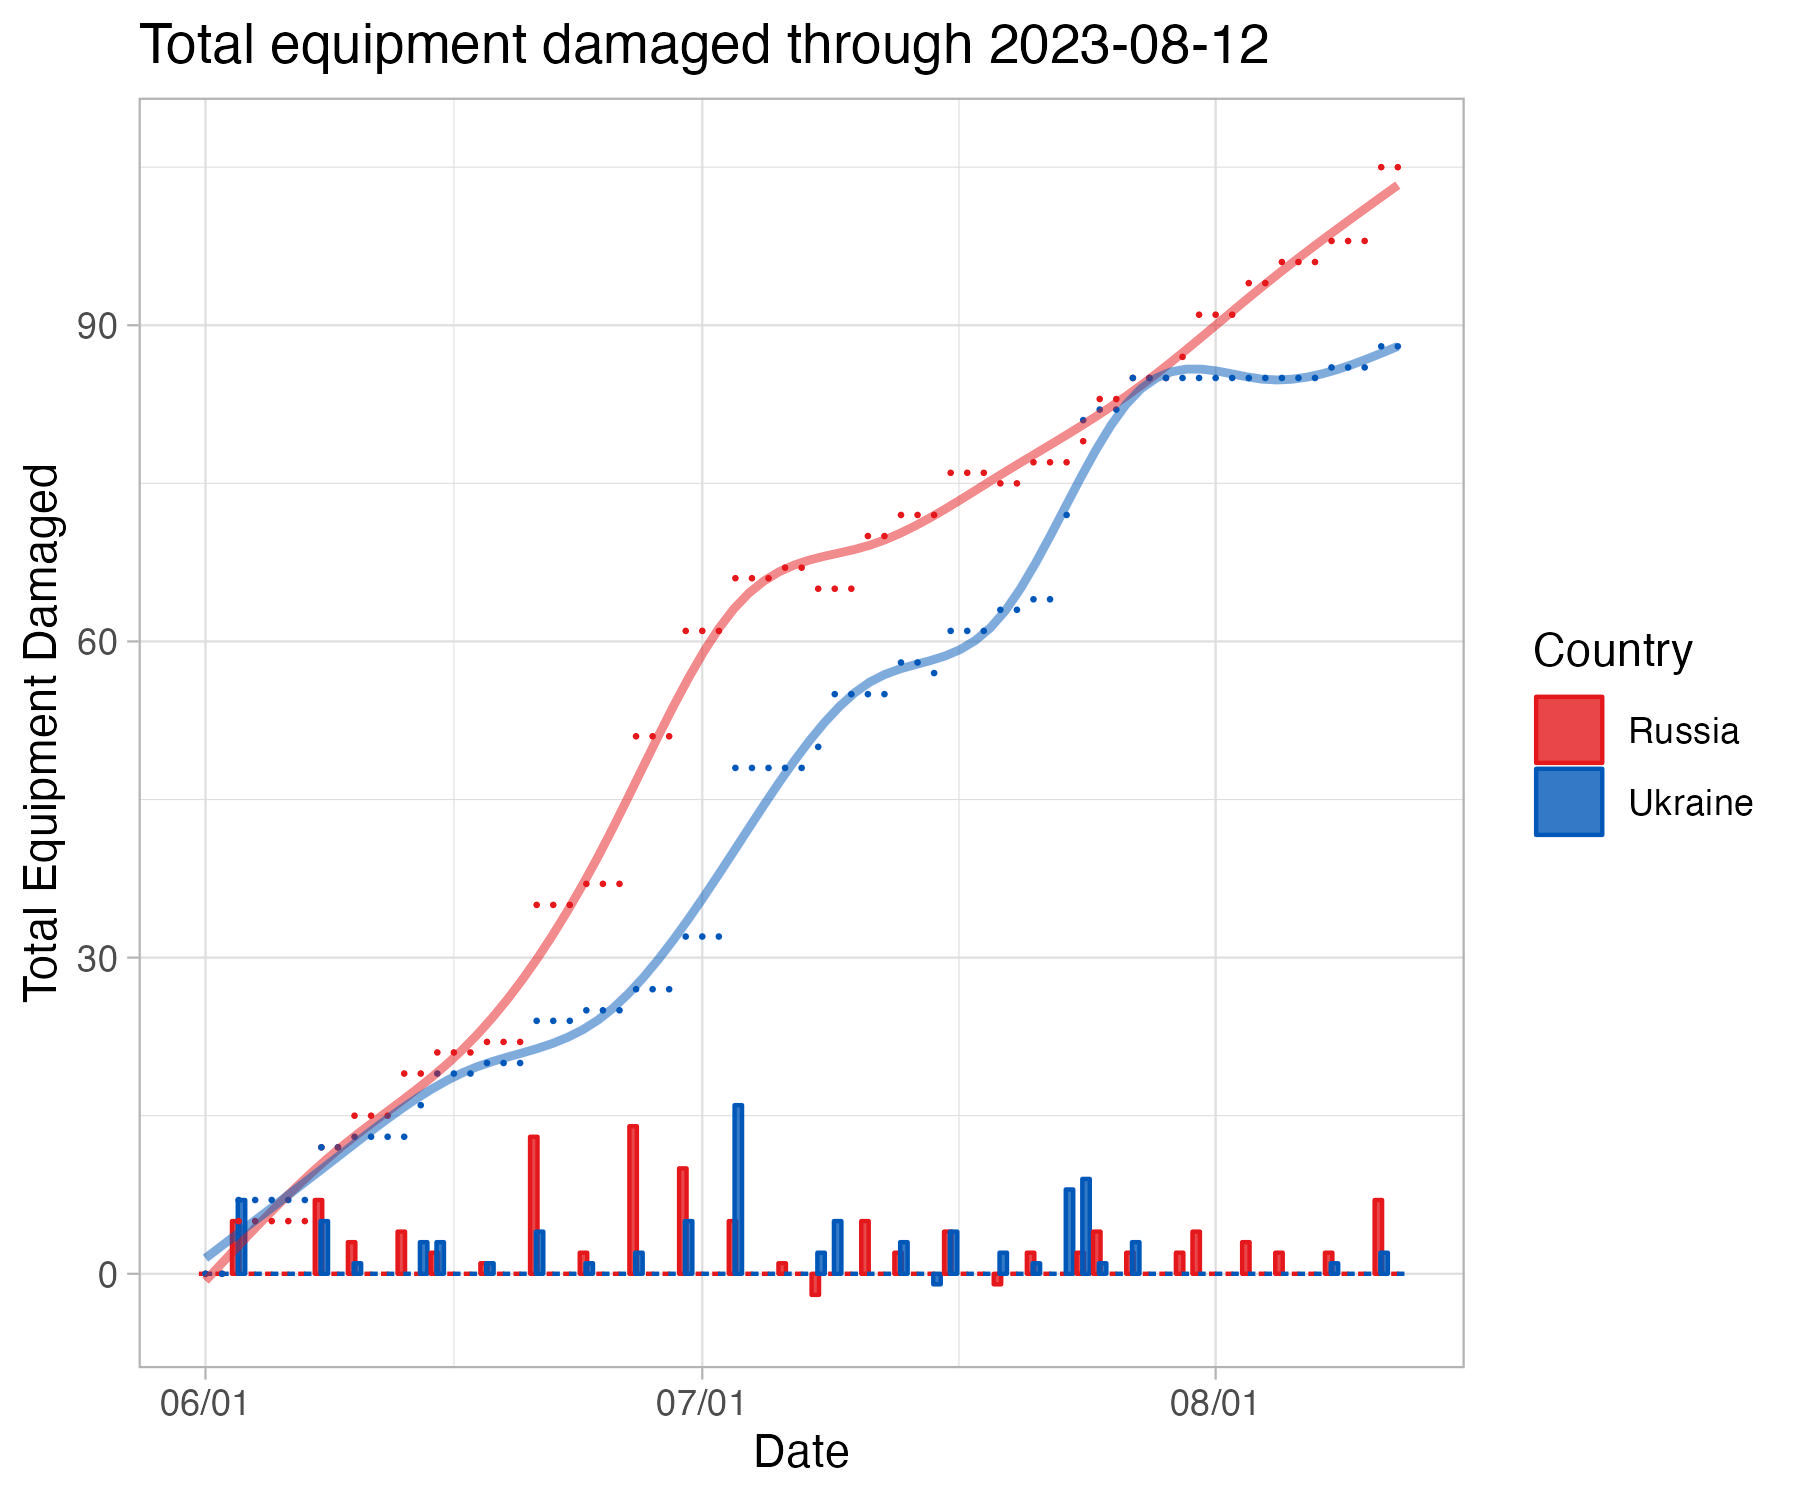 Total equipment damaged through 2023-08-12
Total Equipment Damaged
90
60
30
0
06/01
07/01
08/01
Date
Country
Russia
Ukraine